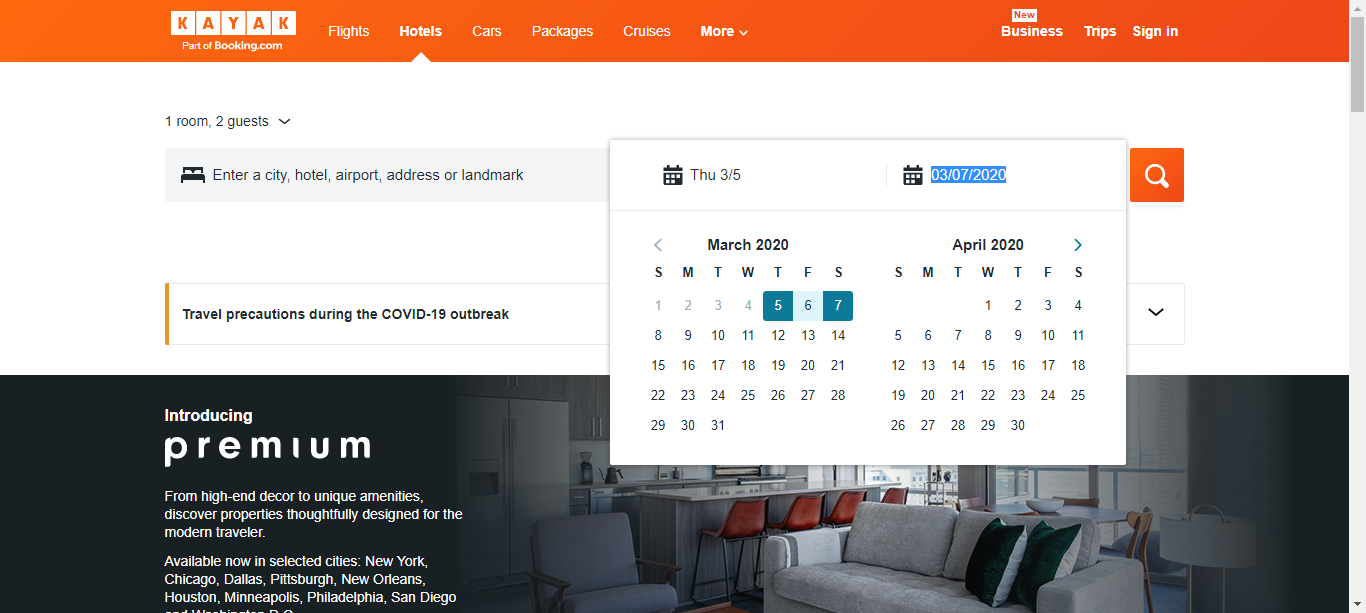 KAYAK
Part of Booking.com
Flights
Hotels
Cars
Packages
Cruises
More
New
Business
Trips
Sign in
1 room, 2 guests
Enter a city, hotel, airport, address or landmark
Thu 3/5
03/07/2020
March 2020
S M T W T F S
1 2 3 4 5 6 7
8 9 10 11 12 13 14
15 16 17 18 19 20 21
22 23 24 25 26 27 28
29 30 31
April 2020
S M T W T F S
1 2 3 4
5 6 7 8 9 10 11
12 13 14 15 16 17 18
19 20 21 22 23 24 25
26 27 28 29 30
Travel precautions during the COVID-19 outbreak
Introducing
premium
From high-end decor to unique amenities,
discover properties thoughtfully designed for the
modern traveler.
Available now in selected cities: New York,
Chicago, Dallas, Pittsburgh, New Orleans,
Houston, Minneapolis, Philadelphia, San Diego
and Washington D.C.